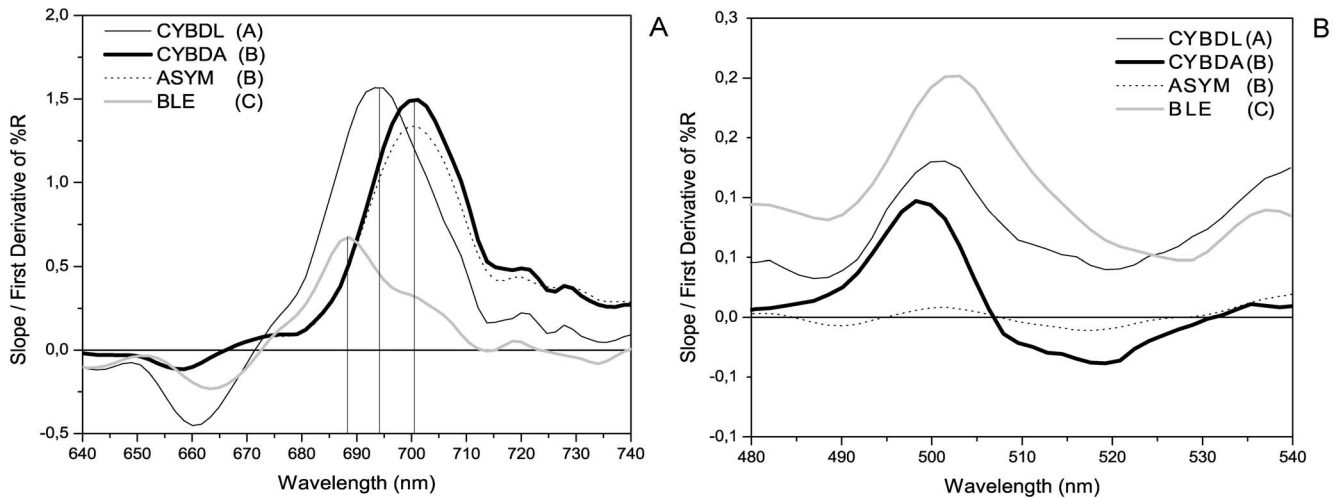 A
CYBDL (A)
CYBDA (B)
ASYM (B)
BLE (C)
2,0
1,5
1,0
0,5
0,0
-0,5
Slope / First Derivative of %R
640 650 660 670 680 690 700 710 720 730 740
Wavelength (nm)
B
CYBDL (A)
CYBDA (B)
ASYM (B)
BLE (C)
0,3
0,2
0,2
0,1
0,1
0,0
-0,1
-0,1
Slope / First Derivative of %R
480 490 500 510 520 530 540
Wavelength (nm)